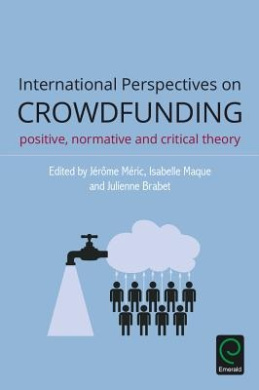 International Perspectives on
CROWDFUNDING
positive, normative and critical theory
Edited by Jérôme Méric, Isabelle Maque
and Julienne Brabet
Emerald